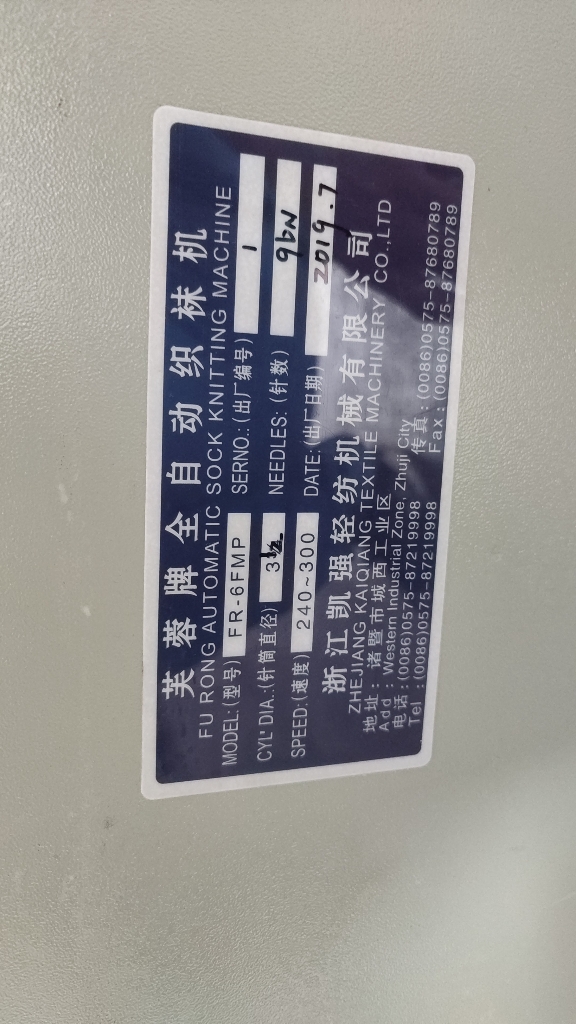 芙蓉牌全自动织袜机
FU RONG AUTOMATIC SOCK KNITTING MACHINE
MODEL:(型号) FR-6FMP SERNO.:(出厂编号) 1
CYL'DIA.:(针筒直径) 3½ NEEDLES:(针数) 96N
SPEED:(速度) 240~300 DATE:(出厂日期) 2019.7
浙江凯强轻纺机械有限公司
ZHEJIANG KAIQIANG TEXTILE MACHINERY CO.,LTD
地址:诸暨市城西工业区
Add : Western Industrial Zone, Zhuji City
电话:(0086)0575-87219998 传真:(0086)0575-87680789
Tel :(0086)0575-87219998 Fax:(0086)0575-87680789